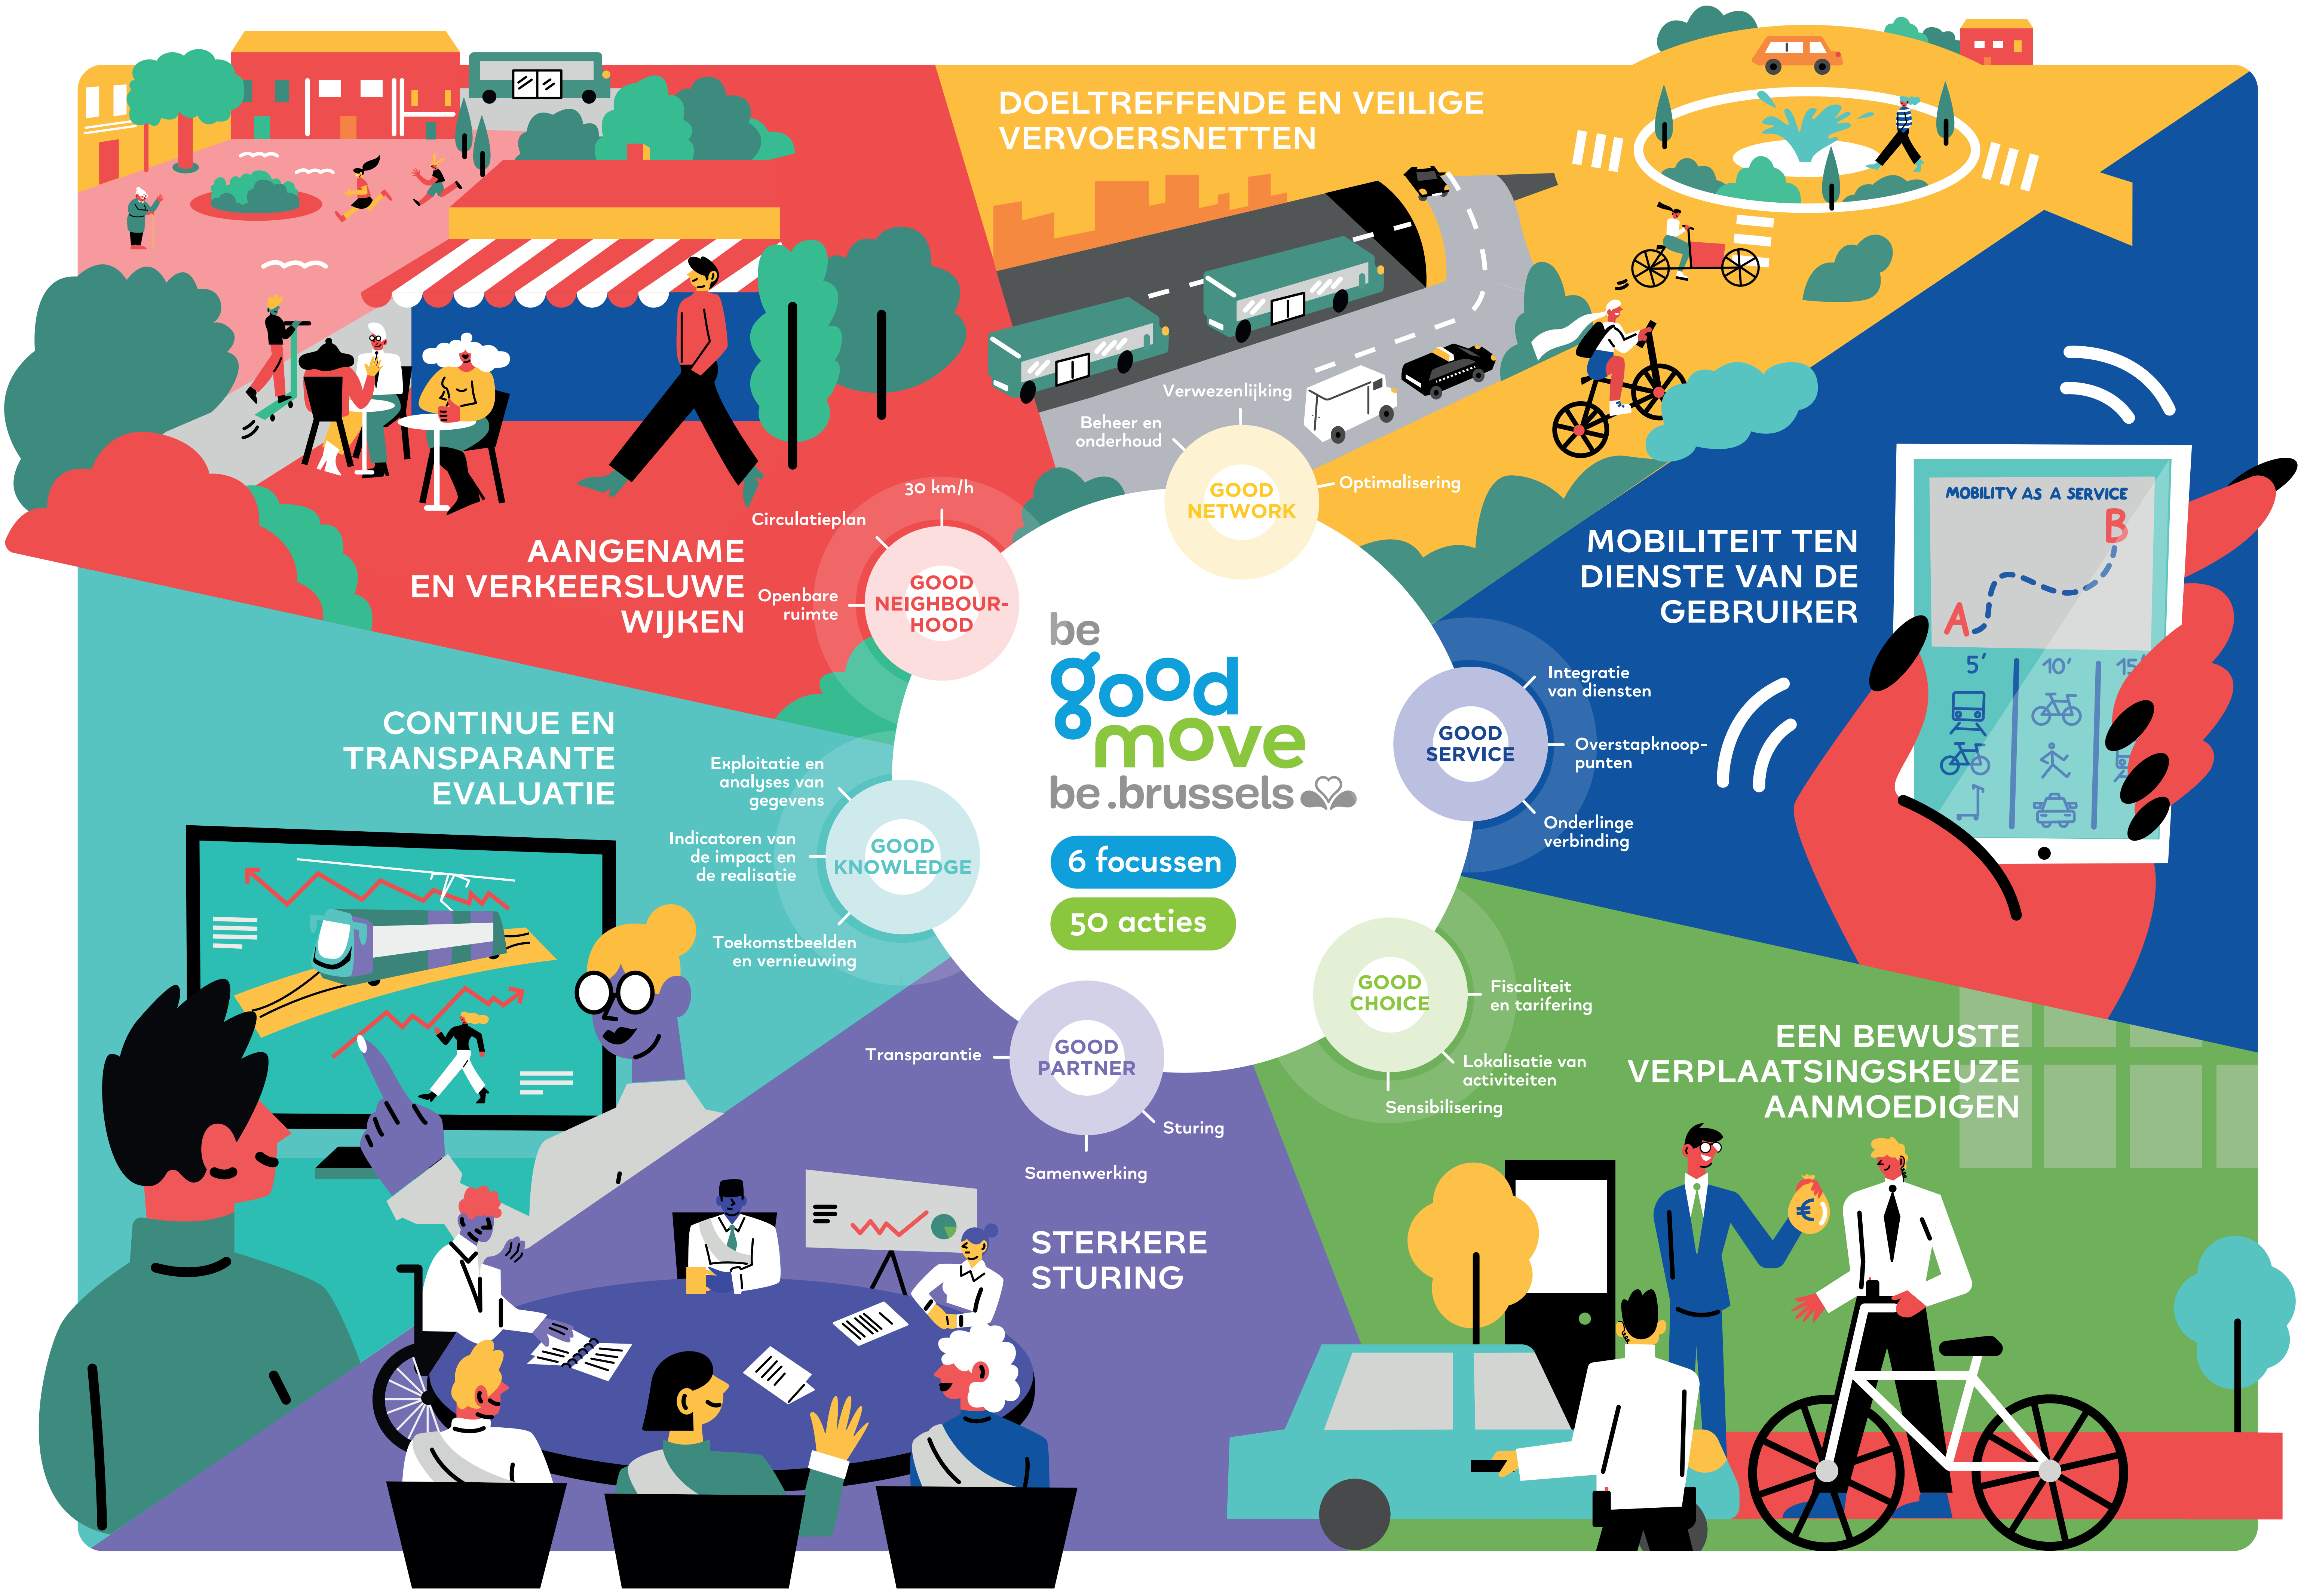 DOELTREFFENDE EN VEILIGE
VERVOERSNETTEN
Verwezenlijking
Beheer en
onderhoud
Optimalisering
GOOD
NETWORK
30 km/h
Circulatieplan
Openbare
ruimte
GOOD
NEIGHBOUR-
HOOD
AANGENAME
EN VERKEERSLUWE
WIJKEN
MOBILITEIT TEN
DIENSTE VAN DE
GEBRUIKER
MOBILITY AS A SERVICE
B
A
5'
10'
15'
Integratie
van diensten
Overstapknoop-
punten
Onderlinge
verbinding
GOOD
SERVICE
be
good
move
be.brussels
6 focussen
50 acties
CONTINUE EN
TRANSPARANTE
EVALUATIE
Exploitatie en
analyses van
gegevens
Indicatoren van
de impact en
de realisatie
Toekomstbeelden
en vernieuwing
GOOD
KNOWLEDGE
GOOD
CHOICE
Fiscaliteit
en tarifering
Lokalisatie van
activiteiten
Sensibilisering
EEN BEWUSTE
VERPLAATSINGSKEUZE
AANMOEDIGEN
€
GOOD
PARTNER
Transparantie
Sturing
Samenwerking
STERKERE
STURING